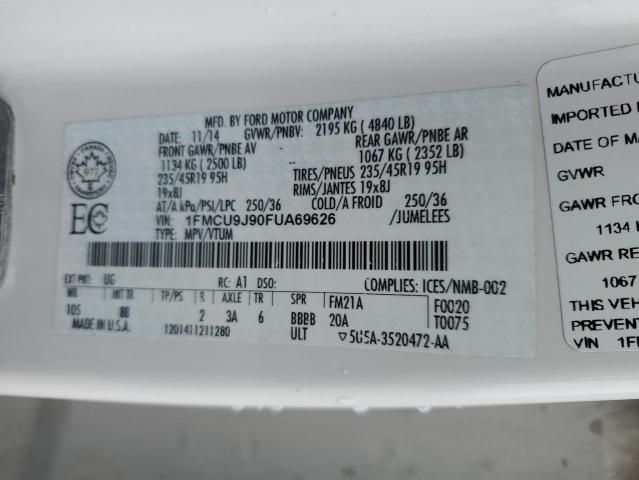 MFD. BY FORD MOTOR COMPANY
DATE: 11/14 GVWR/PNBV: 2195 KG ( 4840 LB)
FRONT GAWR/PNBE AV REAR GAWR/PNBE AR
1134 KG ( 2500 LB) 1067 KG ( 2352 LB)
235/45R19 95H TIRES/PNEUS 235/45R19 95H
19x8J RIMS/JANTES 19x8J
AT/A kPa/PSI/LPC 250/36 COLD/A FROID 250/36
VIN: 1FMCU9J90FUA69626 /JUMELEES
TYPE: MPV/VTUM
EC
EXT PNT: UG RC: A1 DSO: COMPLIES: ICES/NMB-002
WB INT TR TP/PS R AXLE TR SPR FM21A F0020
105 8B 2 3A 6 BBBB 20A T0075
MADE IN U.S.A. 1201411211280 ULT ▽5U5A-3520472-AA
MANUFACTU
IMPORTED
DATE OF MA
GVWR
GAWR FRO
1134
GAWR RE
1067
THIS VEH
PREVENT
VIN 1F